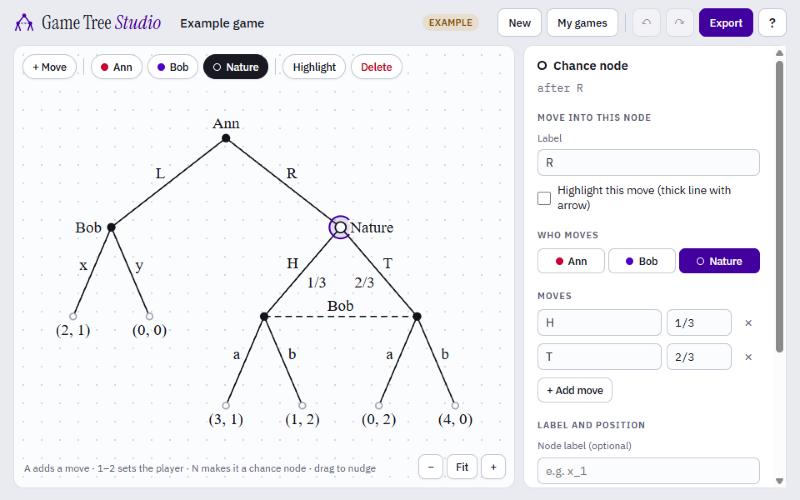 Game Tree Studio Example game EXAMPLE New My games Export ?
+ Move Ann Bob Nature Highlight Delete
Ann
L R
Bob Nature
x y H T
1/3 2/3
Bob
(2, 1) (0, 0)
a b a b
(3, 1) (1, 2) (0, 2) (4, 0)
A adds a move · 1–2 sets the player · N makes it a chance node · drag to nudge
− Fit +
Chance node
after R
MOVE INTO THIS NODE
Label
R
Highlight this move (thick line with
arrow)
WHO MOVES
Ann Bob Nature
MOVES
H 1/3 ×
T 2/3 ×
+ Add move
LABEL AND POSITION
Node label (optional)
e.g. x_1